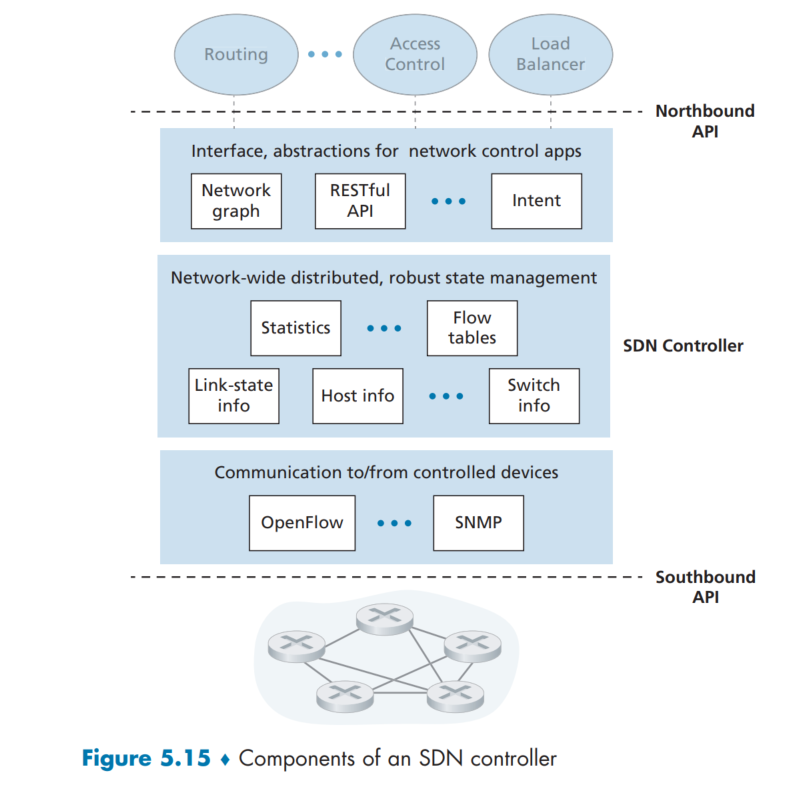 Routing
Access
Control
Load
Balancer
Northbound
API
Interface, abstractions for network control apps
Network
graph
RESTful
API
Intent
Network-wide distributed, robust state management
Statistics
Flow
tables
SDN Controller
Link-state
info
Host info
Switch
info
Communication to/from controlled devices
OpenFlow
SNMP
Southbound
API
Figure 5.15 ♦ Components of an SDN controller